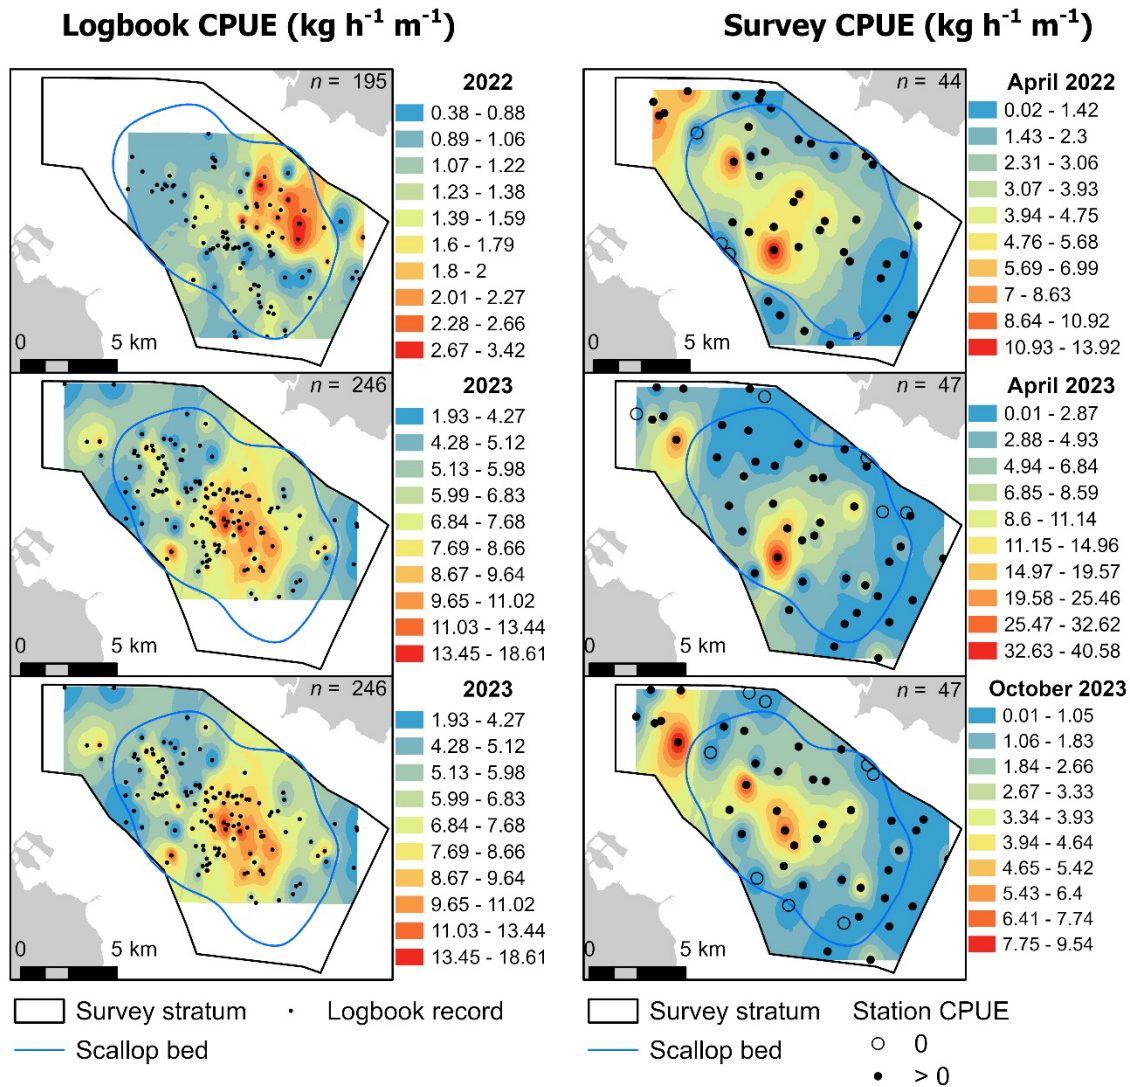 Logbook CPUE (kg h-1 m-1)
Survey CPUE (kg h-1 m-1)
n = 195
2022
0.38 - 0.88
0.89 - 1.06
1.07 - 1.22
1.23 - 1.38
1.39 - 1.59
1.6 - 1.79
1.8 - 2
2.01 - 2.27
2.28 - 2.66
2.67 - 3.42
0 5 km
n = 44
April 2022
0.02 - 1.42
1.43 - 2.3
2.31 - 3.06
3.07 - 3.93
3.94 - 4.75
4.76 - 5.68
5.69 - 6.99
7 - 8.63
8.64 - 10.92
10.93 - 13.92
0 5 km
n = 246
2023
1.93 - 4.27
4.28 - 5.12
5.13 - 5.98
5.99 - 6.83
6.84 - 7.68
7.69 - 8.66
8.67 - 9.64
9.65 - 11.02
11.03 - 13.44
13.45 - 18.61
0 5 km
n = 47
April 2023
0.01 - 2.87
2.88 - 4.93
4.94 - 6.84
6.85 - 8.59
8.6 - 11.14
11.15 - 14.96
14.97 - 19.57
19.58 - 25.46
25.47 - 32.62
32.63 - 40.58
0 5 km
n = 246
2023
1.93 - 4.27
4.28 - 5.12
5.13 - 5.98
5.99 - 6.83
6.84 - 7.68
7.69 - 8.66
8.67 - 9.64
9.65 - 11.02
11.03 - 13.44
13.45 - 18.61
0 5 km
n = 47
October 2023
0.01 - 1.05
1.06 - 1.83
1.84 - 2.66
2.67 - 3.33
3.34 - 3.93
3.94 - 4.64
4.65 - 5.42
5.43 - 6.4
6.41 - 7.74
7.75 - 9.54
0 5 km
Survey stratum
Logbook record
Scallop bed
Survey stratum
Station CPUE
Scallop bed
0
> 0